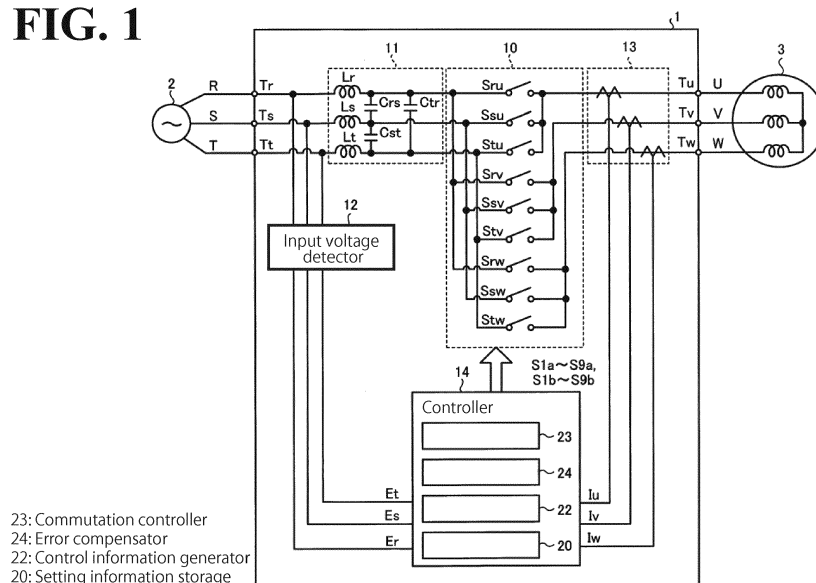 FIG. 1
1
11
10
13
3
2
R
Tr
Lr
Crs
Ctr
Sru
Tu
U
S
Ts
Ls
Cst
Ssu
Tv
V
T
Tt
Lt
Stu
Tw
W
Srv
Ssv
Stv
Srw
Ssw
Stw
12
Input voltage
detector
S1a～S9a,
S1b～S9b
14
Controller
23
24
22
20
Et
Es
Er
Iu
Iv
Iw
23: Commutation controller
24: Error compensator
22: Control information generator
20: Setting information storage